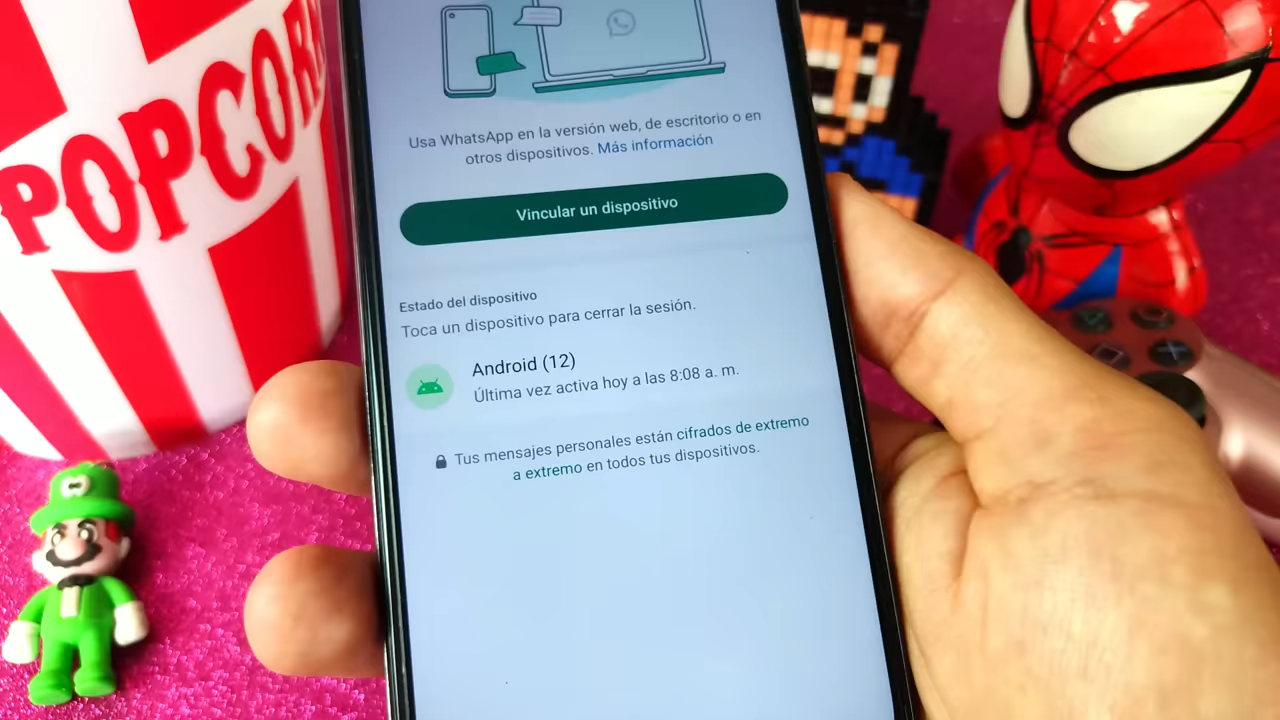 POPCORN
Usa WhatsApp en la versión web, de escritorio o en
otros dispositivos. Más información
Vincular un dispositivo
Estado del dispositivo
Toca un dispositivo para cerrar la sesión.
Android (12)
Última vez activa hoy a las 8:08 a. m.
Tus mensajes personales están cifrados de extremo
a extremo en todos tus dispositivos.